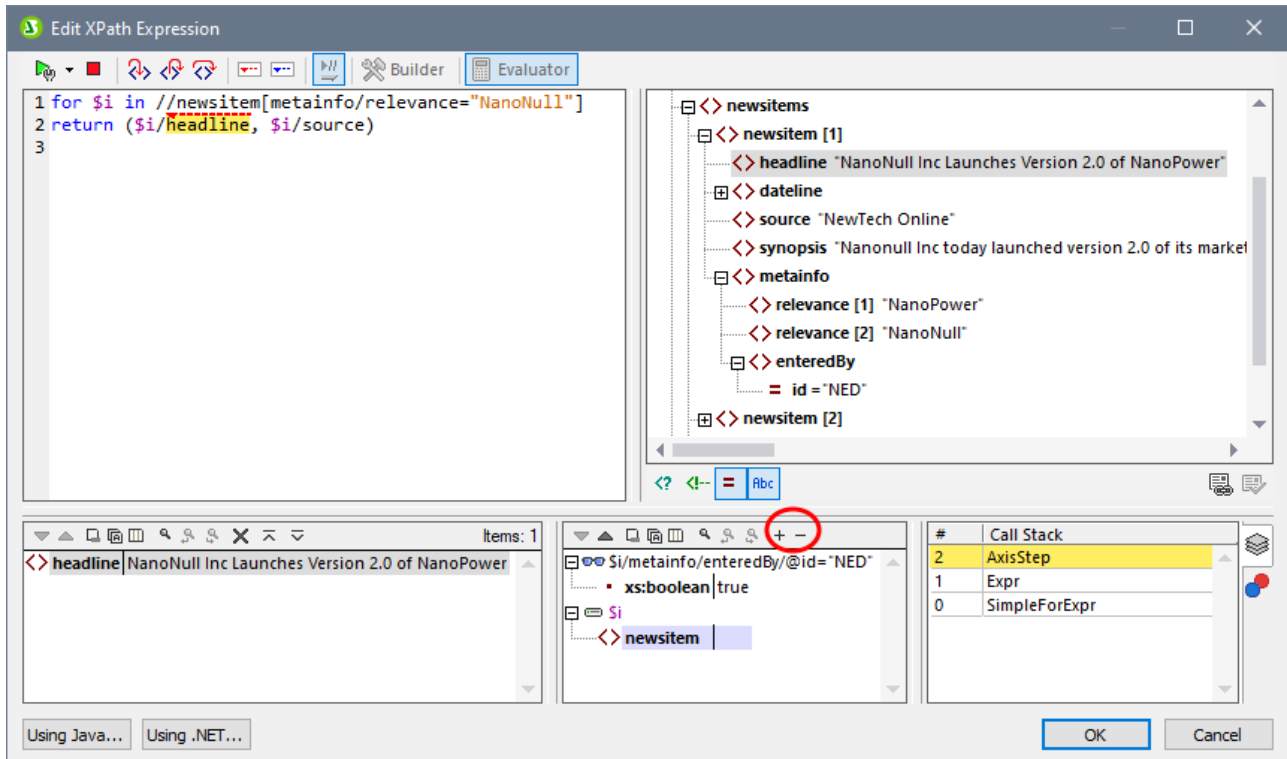 Edit XPath Expression
Builder
Evaluator
1 for $i in //newsitem[metainfo/relevance="NanoNull"]
2 return ($i/headline, $i/source)
3
<> newsitems
<> newsitem [1]
<> headline "NanoNull Inc Launches Version 2.0 of NanoPower"
<> dateline
<> source "NewTech Online"
<> synopsis "Nanonull Inc today launched version 2.0 of its market
<> metainfo
<> relevance [1] "NanoPower"
<> relevance [2] "NanoNull"
<> enteredBy
= id ="NED"
<> newsitem [2]
<? <!-- = Abc
Items: 1
<> headline NanoNull Inc Launches Version 2.0 of NanoPower
$i/metainfo/enteredBy/@id="NED"
xs:boolean true
$i
<> newsitem
# Call Stack
2 AxisStep
1 Expr
0 SimpleForExpr
Using Java...
Using .NET...
OK
Cancel